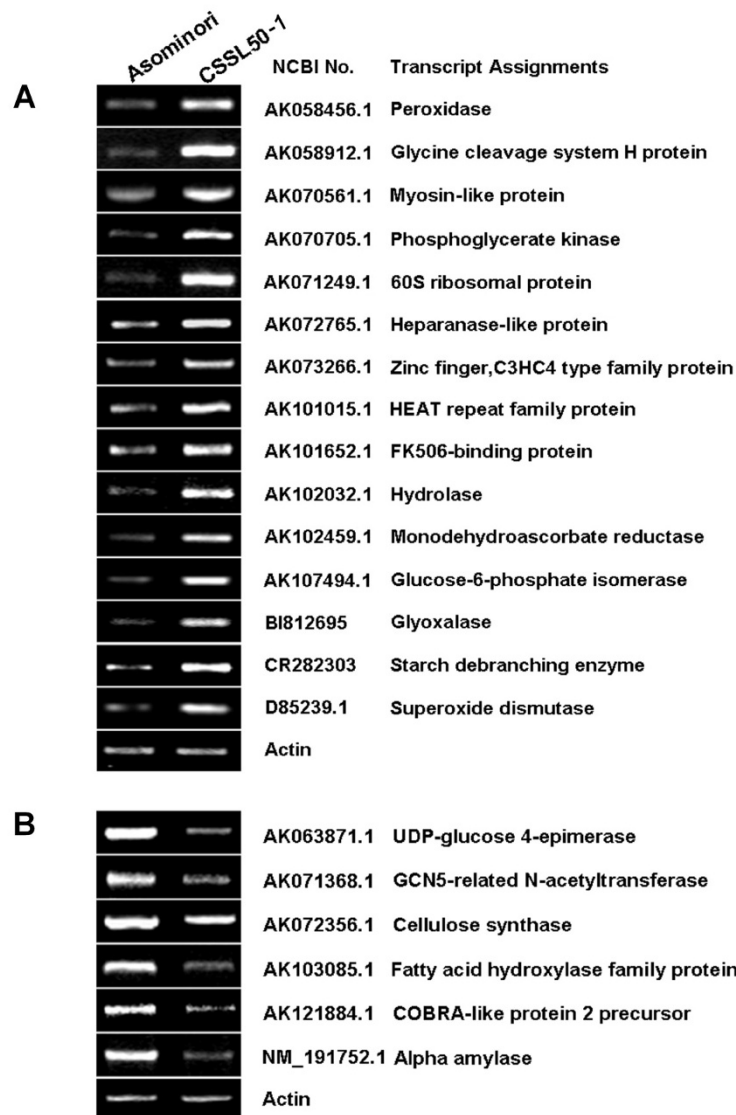 Asominori CSSL50-1 NCBI No. Transcript Assignments
A
AK058456.1 Peroxidase
AK058912.1 Glycine cleavage system H protein
AK070561.1 Myosin-like protein
AK070705.1 Phosphoglycerate kinase
AK071249.1 60S ribosomal protein
AK072765.1 Heparanase-like protein
AK073266.1 Zinc finger,C3HC4 type family protein
AK101015.1 HEAT repeat family protein
AK101652.1 FK506-binding protein
AK102032.1 Hydrolase
AK102459.1 Monodehydroascorbate reductase
AK107494.1 Glucose-6-phosphate isomerase
BI812695 Glyoxalase
CR282303 Starch debranching enzyme
D85239.1 Superoxide dismutase
Actin
B
AK063871.1 UDP-glucose 4-epimerase
AK071368.1 GCN5-related N-acetyltransferase
AK072356.1 Cellulose synthase
AK103085.1 Fatty acid hydroxylase family protein
AK121884.1 COBRA-like protein 2 precursor
NM_191752.1 Alpha amylase
Actin